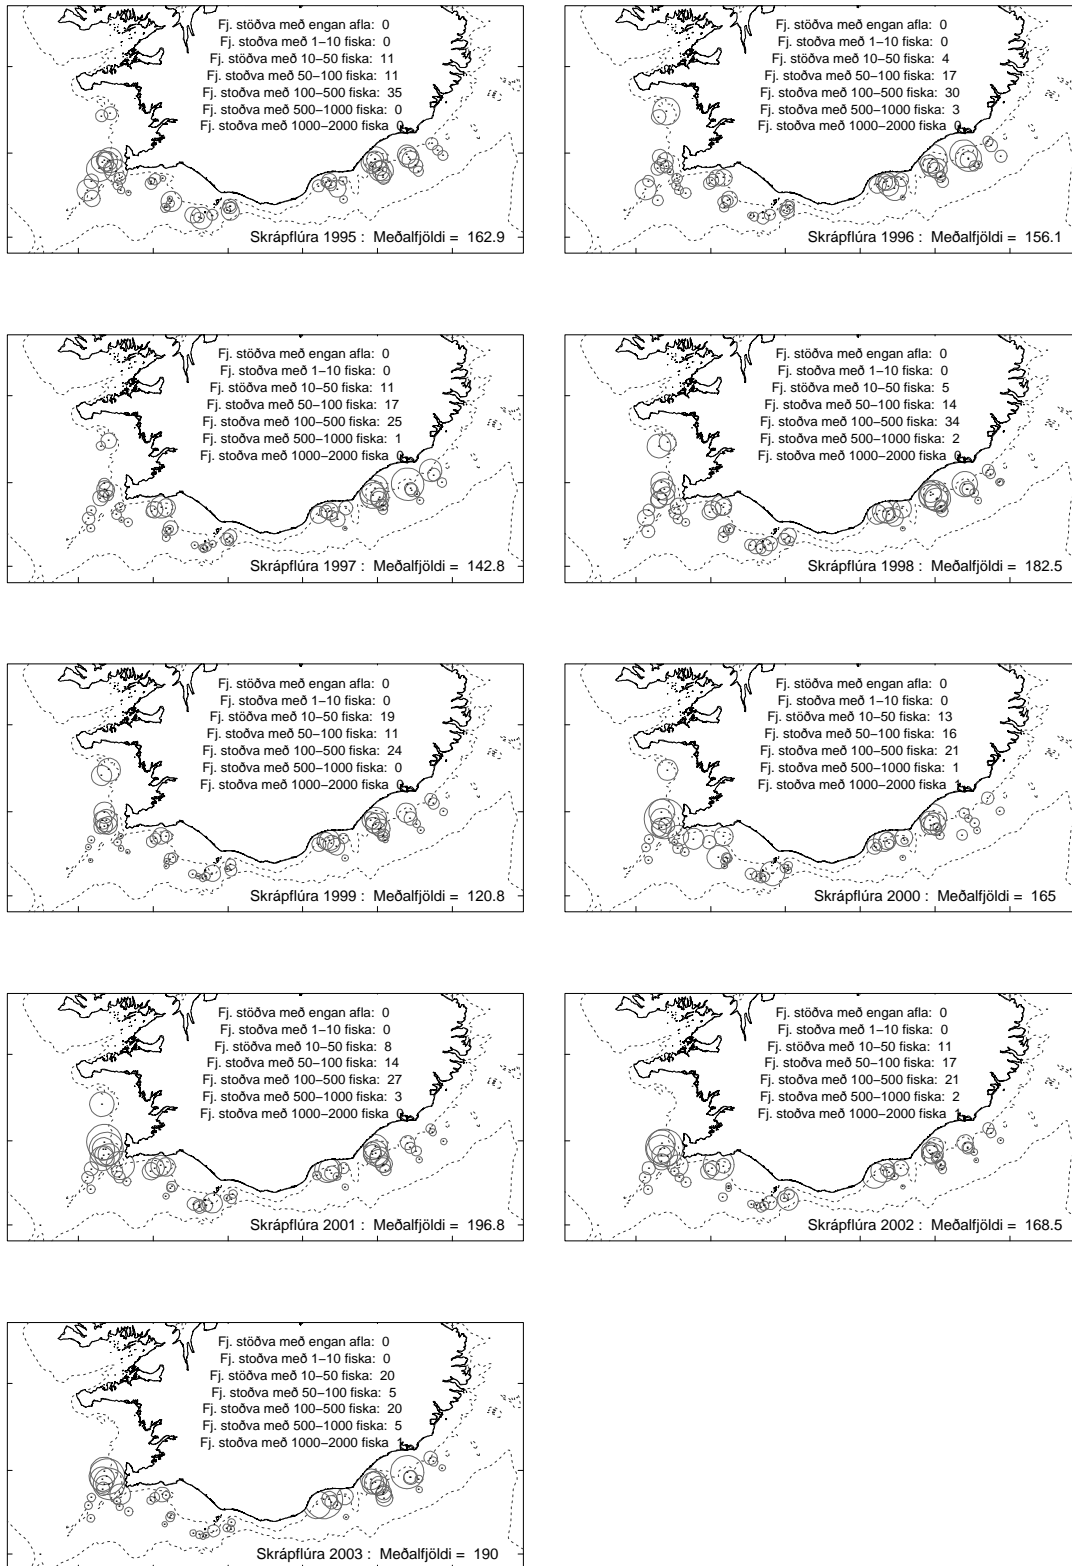 Fj. stöðva með engan afla: 0
Fj. stoðva með 1–10 fiska: 0
Fj. stöðva með 10–50 fiska: 11
Fj. stoðva með 50–100 fiska: 11
Fj. stoðva með 100–500 fiska: 35
Fj. stoðva með 500–1000 fiska: 0
Fj. stoðva með 1000–2000 fiska 0
Skrápflúra 1995 : Meðalfjöldi = 162.9
Fj. stöðva með engan afla: 0
Fj. stoðva með 1–10 fiska: 0
Fj. stöðva með 10–50 fiska: 4
Fj. stoðva með 50–100 fiska: 17
Fj. stoðva með 100–500 fiska: 30
Fj. stoðva með 500–1000 fiska: 3
Fj. stoðva með 1000–2000 fiska 0
Skrápflúra 1996 : Meðalfjöldi = 156.1
Fj. stöðva með engan afla: 0
Fj. stoðva með 1–10 fiska: 0
Fj. stöðva með 10–50 fiska: 11
Fj. stoðva með 50–100 fiska: 17
Fj. stoðva með 100–500 fiska: 25
Fj. stoðva með 500–1000 fiska: 1
Fj. stoðva með 1000–2000 fiska 0
Skrápflúra 1997 : Meðalfjöldi = 142.8
Fj. stöðva með engan afla: 0
Fj. stoðva með 1–10 fiska: 0
Fj. stöðva með 10–50 fiska: 5
Fj. stoðva með 50–100 fiska: 14
Fj. stoðva með 100–500 fiska: 34
Fj. stoðva með 500–1000 fiska: 2
Fj. stoðva með 1000–2000 fiska 0
Skrápflúra 1998 : Meðalfjöldi = 182.5
Fj. stöðva með engan afla: 0
Fj. stoðva með 1–10 fiska: 0
Fj. stöðva með 10–50 fiska: 19
Fj. stoðva með 50–100 fiska: 11
Fj. stoðva með 100–500 fiska: 24
Fj. stoðva með 500–1000 fiska: 0
Fj. stoðva með 1000–2000 fiska 0
Skrápflúra 1999 : Meðalfjöldi = 120.8
Fj. stöðva með engan afla: 0
Fj. stoðva með 1–10 fiska: 0
Fj. stöðva með 10–50 fiska: 13
Fj. stoðva með 50–100 fiska: 16
Fj. stoðva með 100–500 fiska: 21
Fj. stoðva með 500–1000 fiska: 1
Fj. stoðva með 1000–2000 fiska 1
Skrápflúra 2000 : Meðalfjöldi = 165
Fj. stöðva með engan afla: 0
Fj. stoðva með 1–10 fiska: 0
Fj. stöðva með 10–50 fiska: 8
Fj. stoðva með 50–100 fiska: 14
Fj. stoðva með 100–500 fiska: 27
Fj. stoðva með 500–1000 fiska: 3
Fj. stoðva með 1000–2000 fiska 0
Skrápflúra 2001 : Meðalfjöldi = 196.8
Fj. stöðva með engan afla: 0
Fj. stoðva með 1–10 fiska: 0
Fj. stöðva með 10–50 fiska: 11
Fj. stoðva með 50–100 fiska: 17
Fj. stoðva með 100–500 fiska: 21
Fj. stoðva með 500–1000 fiska: 2
Fj. stoðva með 1000–2000 fiska 1
Skrápflúra 2002 : Meðalfjöldi = 168.5
Fj. stöðva með engan afla: 0
Fj. stoðva með 1–10 fiska: 0
Fj. stöðva með 10–50 fiska: 20
Fj. stoðva með 50–100 fiska: 5
Fj. stoðva með 100–500 fiska: 20
Fj. stoðva með 500–1000 fiska: 5
Fj. stoðva með 1000–2000 fiska 1
Skrápflúra 2003 : Meðalfjöldi = 190